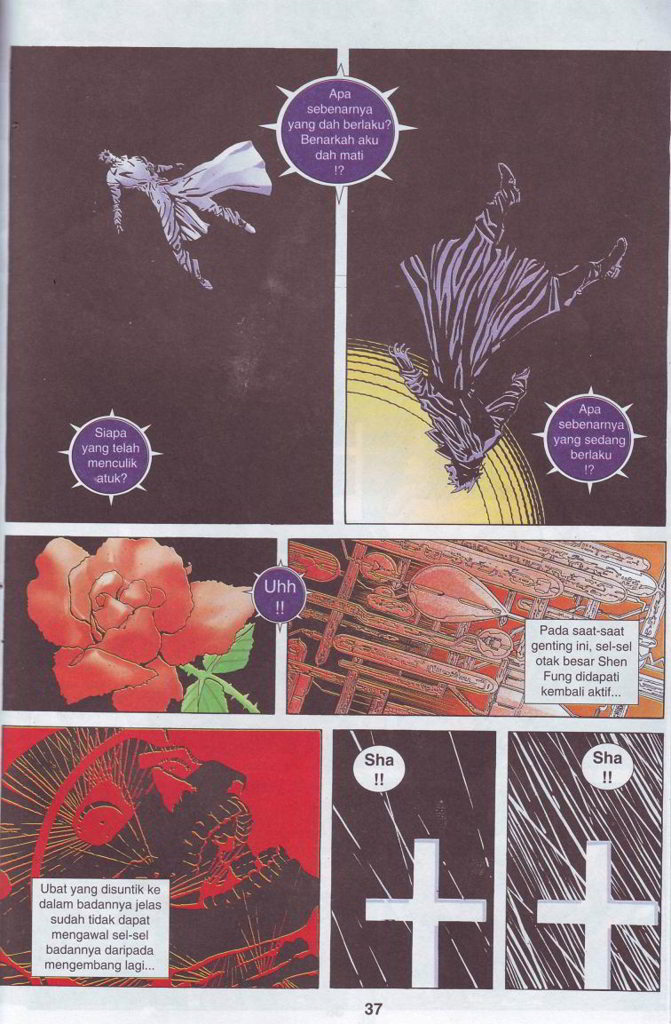 Apa
sebenarnya
yang dah berlaku?
Benarkah aku
dah mati
!?
Siapa
yang telah
menculik
atuk?
Apa
sebenarnya
yang sedang
berlaku
!?
Uhh
!!
Pada saat-saat
genting ini, sel-sel
otak besar Shen
Fung didapati
kembali aktif...
Ubat yang disuntik ke
dalam badannya jelas
sudah tidak dapat
mengawal sel-sel
badannya daripada
mengembang lagi...
Sha
!!
Sha
!!
37